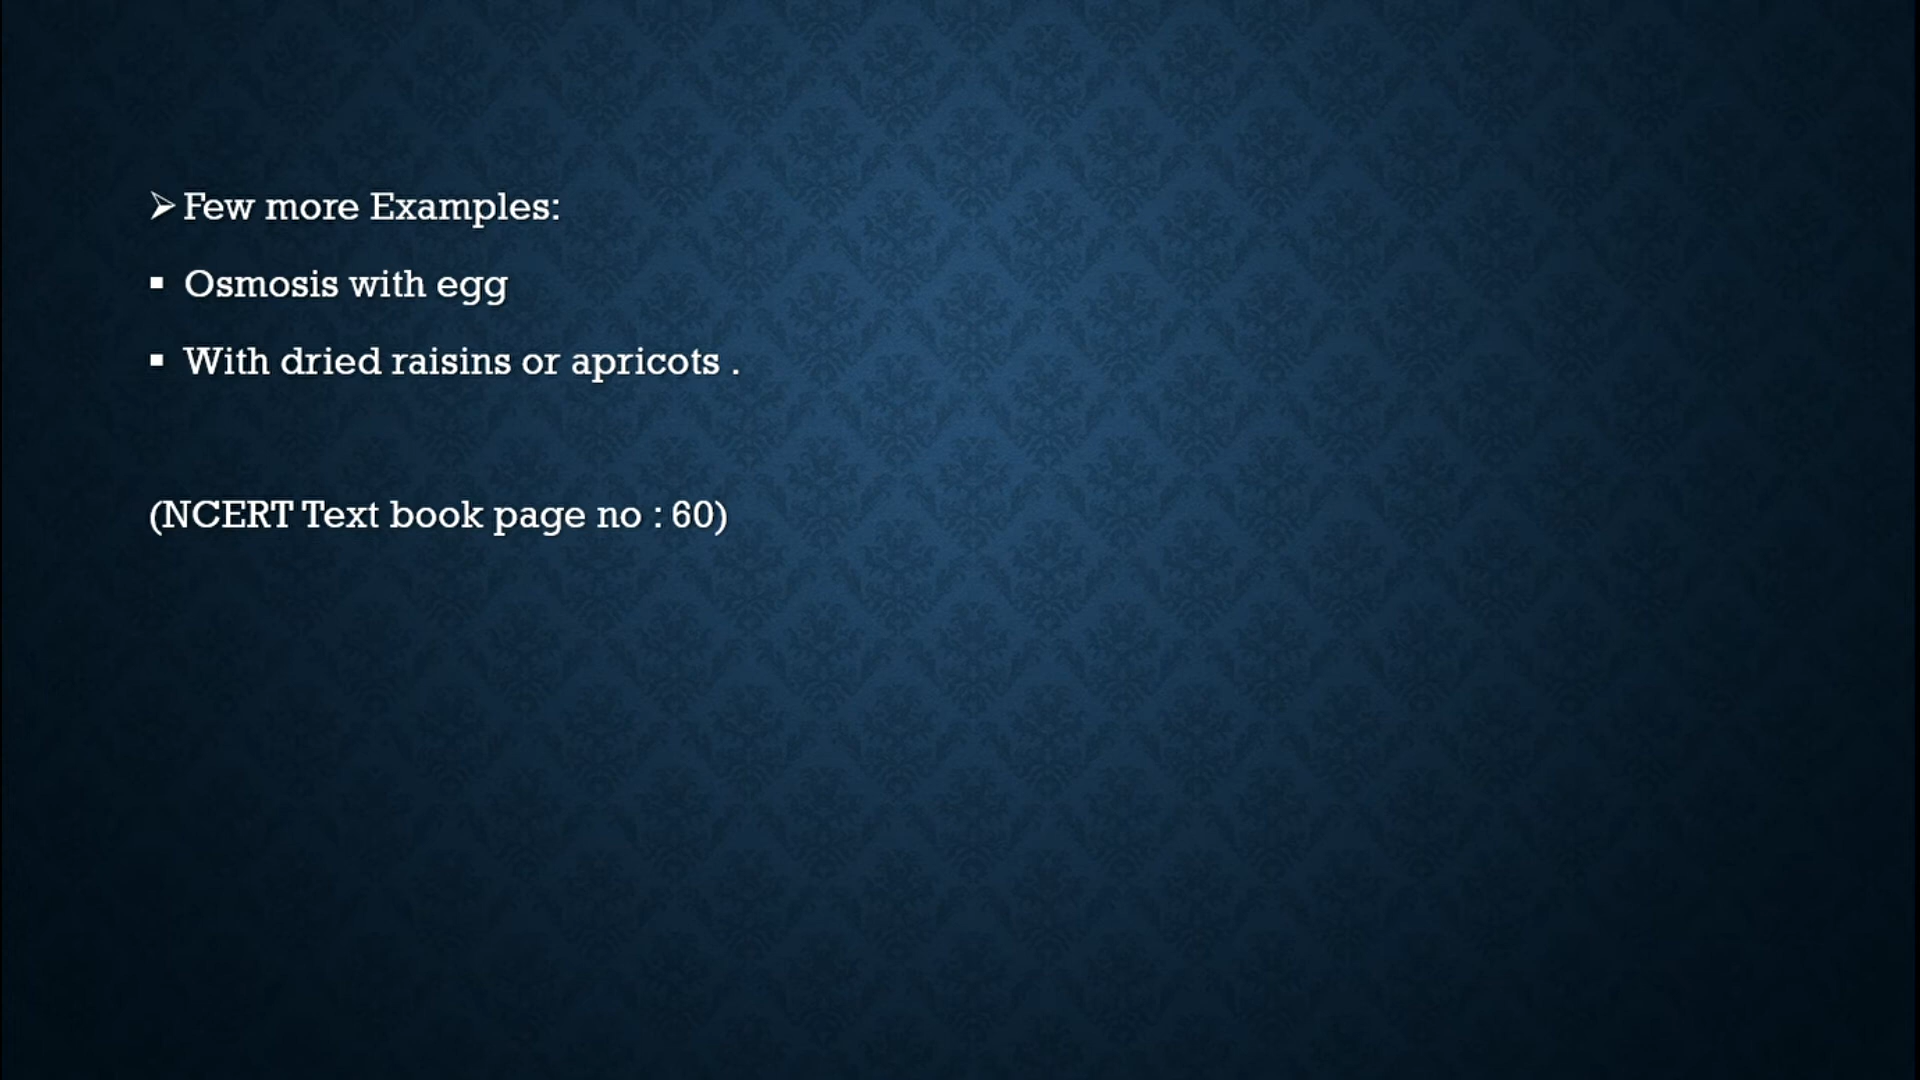 ➢ Few more Examples:
▪ Osmosis with egg
▪ With dried raisins or apricots .
(NCERT Text book page no : 60)